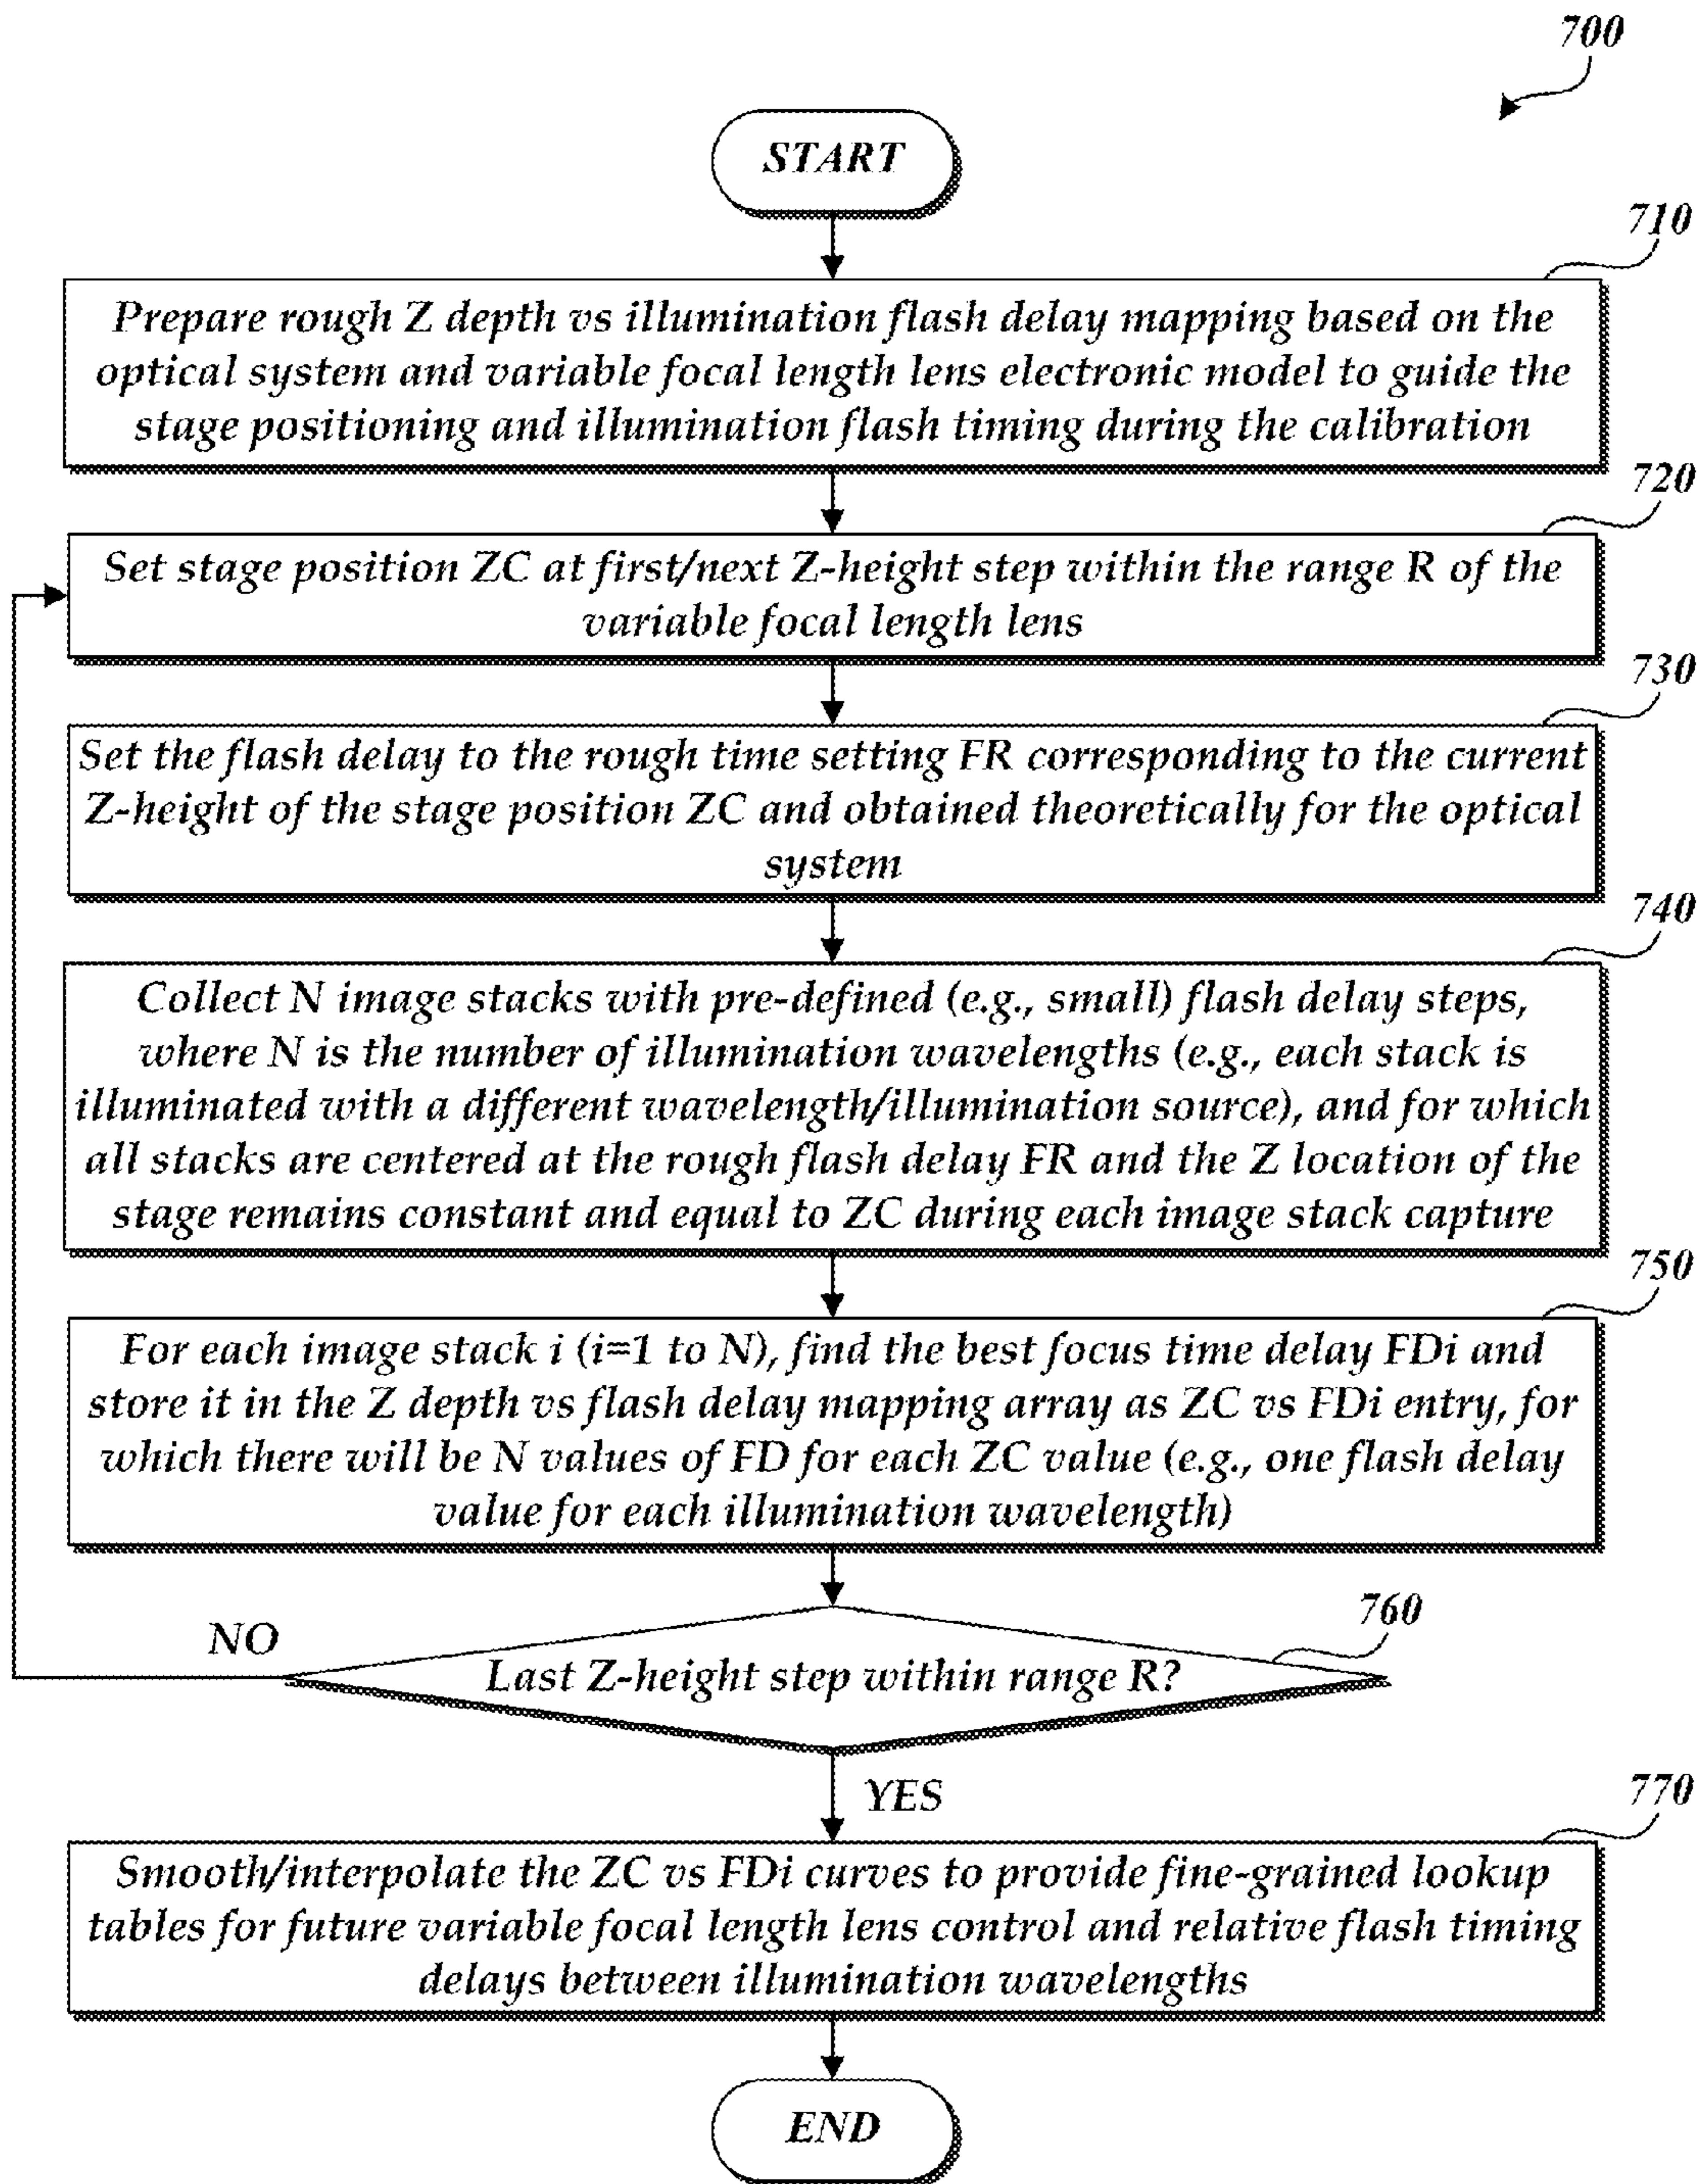 700
START
710
Prepare rough Z depth vs illumination flash delay mapping based on the
optical system and variable focal length lens electronic model to guide the
stage positioning and illumination flash timing during the calibration
720
Set stage position ZC at first/next Z-height step within the range R of the
variable focal length lens
730
Set the flash delay to the rough time setting FR corresponding to the current
Z-height of the stage position ZC and obtained theoretically for the optical
system
740
Collect N image stacks with pre-defined (e.g., small) flash delay steps,
where N is the number of illumination wavelengths (e.g., each stack is
illuminated with a different wavelength/illumination source), and for which
all stacks are centered at the rough flash delay FR and the Z location of the
stage remains constant and equal to ZC during each image stack capture
750
For each image stack i (i=1 to N), find the best focus time delay FDi and
store it in the Z depth vs flash delay mapping array as ZC vs FDi entry, for
which there will be N values of FD for each ZC value (e.g., one flash delay
value for each illumination wavelength)
760
NO
Last Z-height step within range R?
YES
770
Smooth/interpolate the ZC vs FDi curves to provide fine-grained lookup
tables for future variable focal length lens control and relative flash timing
delays between illumination wavelengths
END